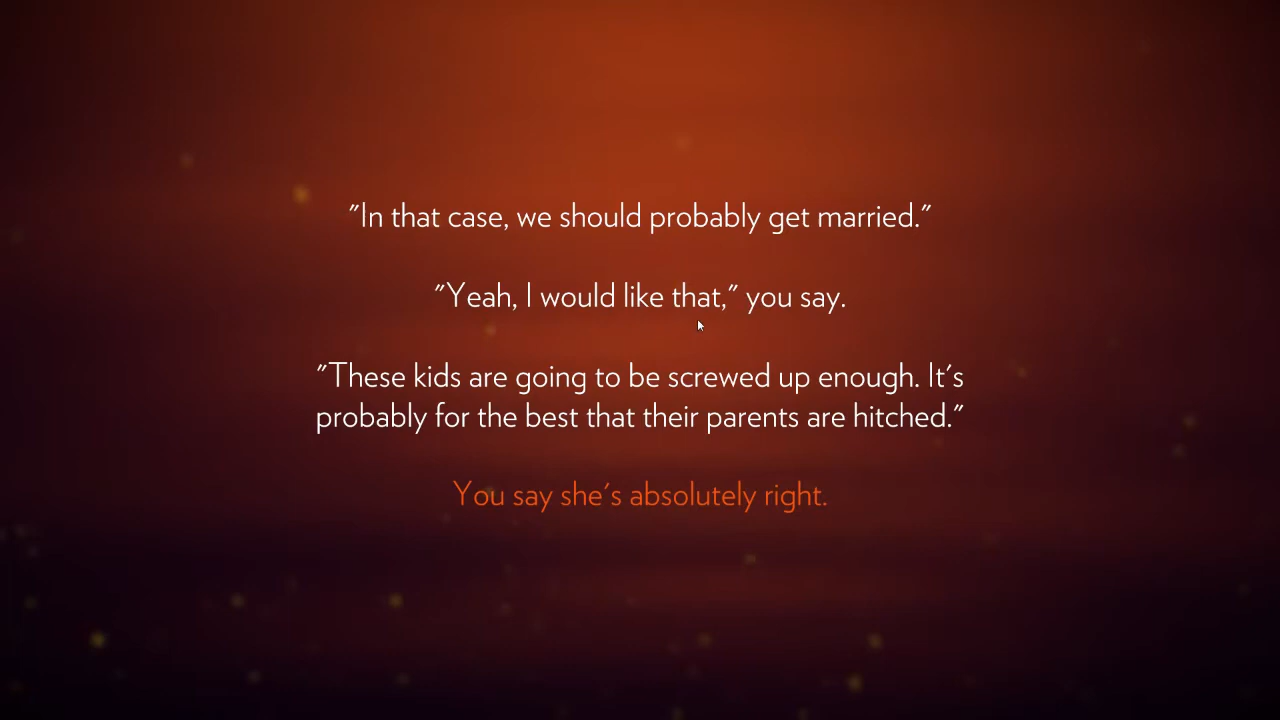 "In that case, we should probably get married."
"Yeah, I would like that," you say.
"These kids are going to be screwed up enough. It's
probably for the best that their parents are hitched."
You say she's absolutely right.